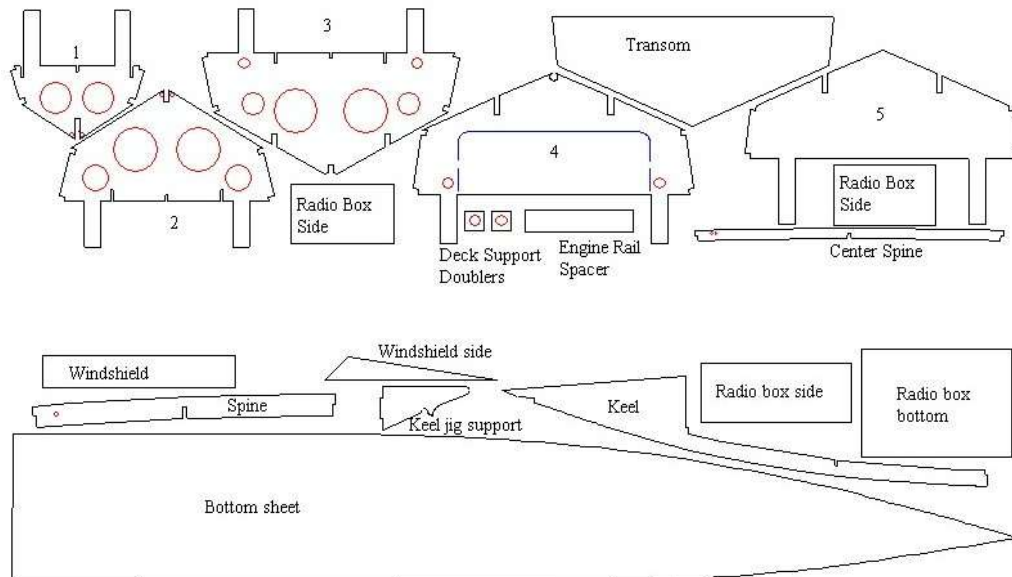 1
3
Transom
5
4
2
Radio Box
Side
Radio Box
Side
Deck Support
Doublers
Engine Rail
Spacer
Center Spine
Windshield
Windshield side
Spine
Keel jig support
Keel
Radio box side
Radio box
bottom
Bottom sheet